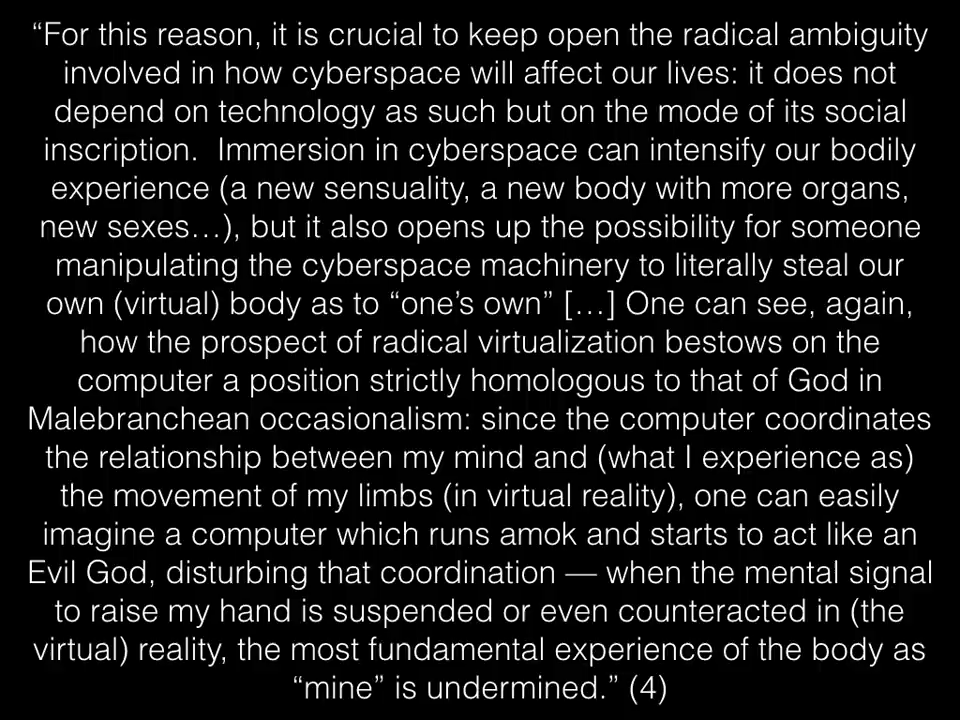 “For this reason, it is crucial to keep open the radical ambiguity
involved in how cyberspace will affect our lives: it does not
depend on technology as such but on the mode of its social
inscription.  Immersion in cyberspace can intensify our bodily
experience (a new sensuality, a new body with more organs,
new sexes…), but it also opens up the possibility for someone
manipulating the cyberspace machinery to literally steal our
own (virtual) body as to “one’s own” […] One can see, again,
how the prospect of radical virtualization bestows on the
computer a position strictly homologous to that of God in
Malebranchean occasionalism: since the computer coordinates
the relationship between my mind and (what I experience as)
the movement of my limbs (in virtual reality), one can easily
imagine a computer which runs amok and starts to act like an
Evil God, disturbing that coordination — when the mental signal
to raise my hand is suspended or even counteracted in (the
virtual) reality, the most fundamental experience of the body as
“mine” is undermined.” (4)